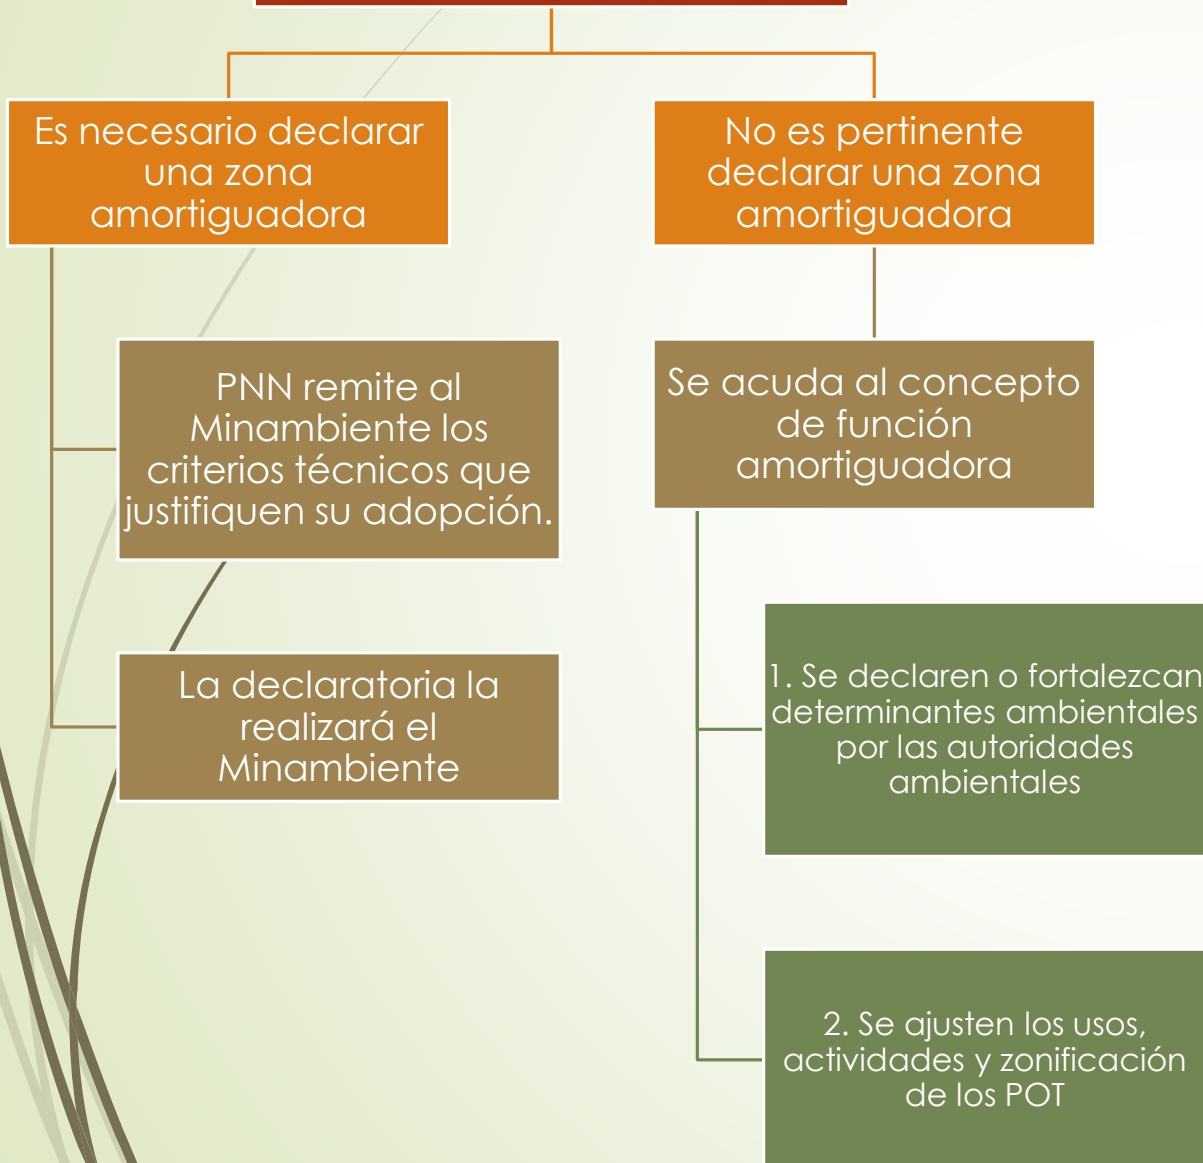 Es necesario declarar
una zona
amortiguadora
PNN remite al
Minambiente los
criterios técnicos que
justifiquen su adopción.
La declaratoria la
realizará el
Minambiente
No es pertinente
declarar una zona
amortiguadora
Se acuda al concepto
de función
amortiguadora
1. Se declaren o fortalezcan
determinantes ambientales
por las autoridades
ambientales
2. Se ajusten los usos,
actividades y zonificación
de los POT